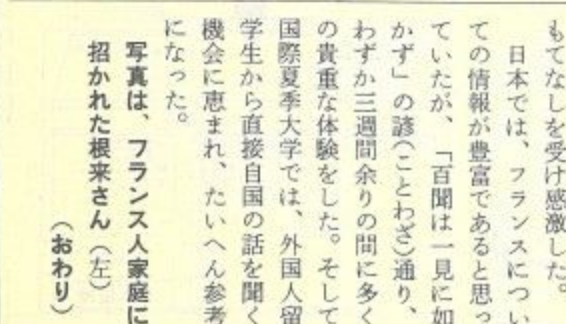 もてなしを受け感激した。
日本では、フランスについ
ての情報が豊富であると思っ
ていたが、「百聞は一見に如
かず」の諺(ことわざ)通り、
わずか三週間余りの間に多く
の貴重な体験をした。そして
国際夏季大学では、外国人留
学生から直接自国の話を聞く
機会に恵まれ、たいへん参考
になった。
写真は、フランス人家庭に
招かれた根来さん(左)
(おわり)